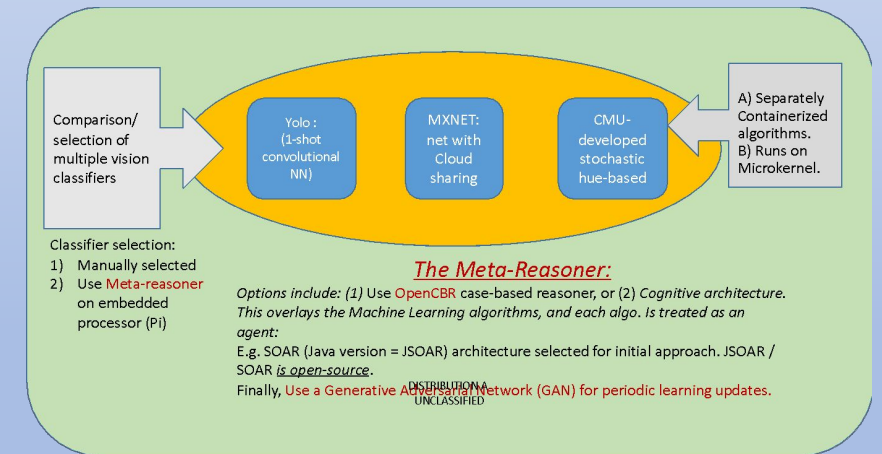 Comparison/
selection of
multiple vision
classifiers
Yolo :
(1-shot
convolutional
NN)
MXNET:
net with
Cloud
sharing
CMU-
developed
stochastic
hue-based
A) Separately
Containerized
algorithms.
B) Runs on
Microkernel.
Classifier selection:
1) Manually selected
2) Use Meta-reasoner
on embedded
processor (Pi)
The Meta-Reasoner:
Options include: (1) Use OpenCBR case-based reasoner, or (2) Cognitive architecture.
This overlays the Machine Learning algorithms, and each algo. Is treated as an
agent:
E.g. SOAR (Java version = JSOAR) architecture selected for initial approach. JSOAR /
SOAR is open-source.
Finally, Use a Generative Adversarial Network (GAN) for periodic learning updates.
DISTRIBUTION A
UNCLASSIFIED